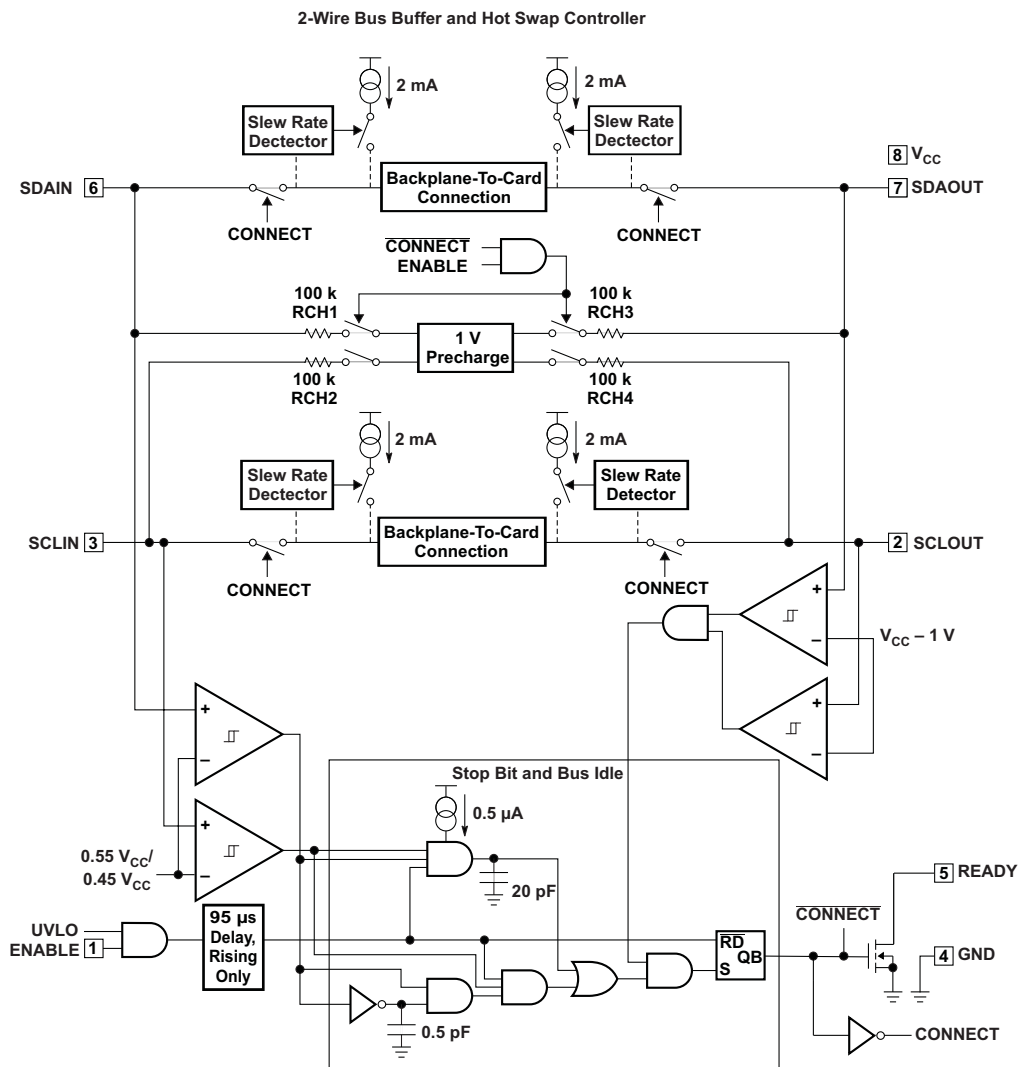 2-Wire Bus Buffer and Hot Swap Controller
2 mA
2 mA
Slew Rate
Dectector
Slew Rate
Dectector
8 VCC
SDAIN 6
Backplane-To-Card
Connection
7 SDAOUT
CONNECT
CONNECT
CONNECT
ENABLE
100 k
RCH1
100 k
RCH3
1 V
Precharge
100 k
RCH2
100 k
RCH4
2 mA
2 mA
Slew Rate
Dectector
Slew Rate
Detector
SCLIN 3
Backplane-To-Card
Connection
2 SCLOUT
CONNECT
CONNECT
+
–
VCC – 1 V
+
–
+
–
Stop Bit and Bus Idle
0.5 µA
+
–
0.55 VCC/
0.45 VCC
20 pF
5 READY
UVLO
ENABLE 1
95 µs
Delay,
Rising
Only
CONNECT
RD
QB
S
4 GND
0.5 pF
CONNECT